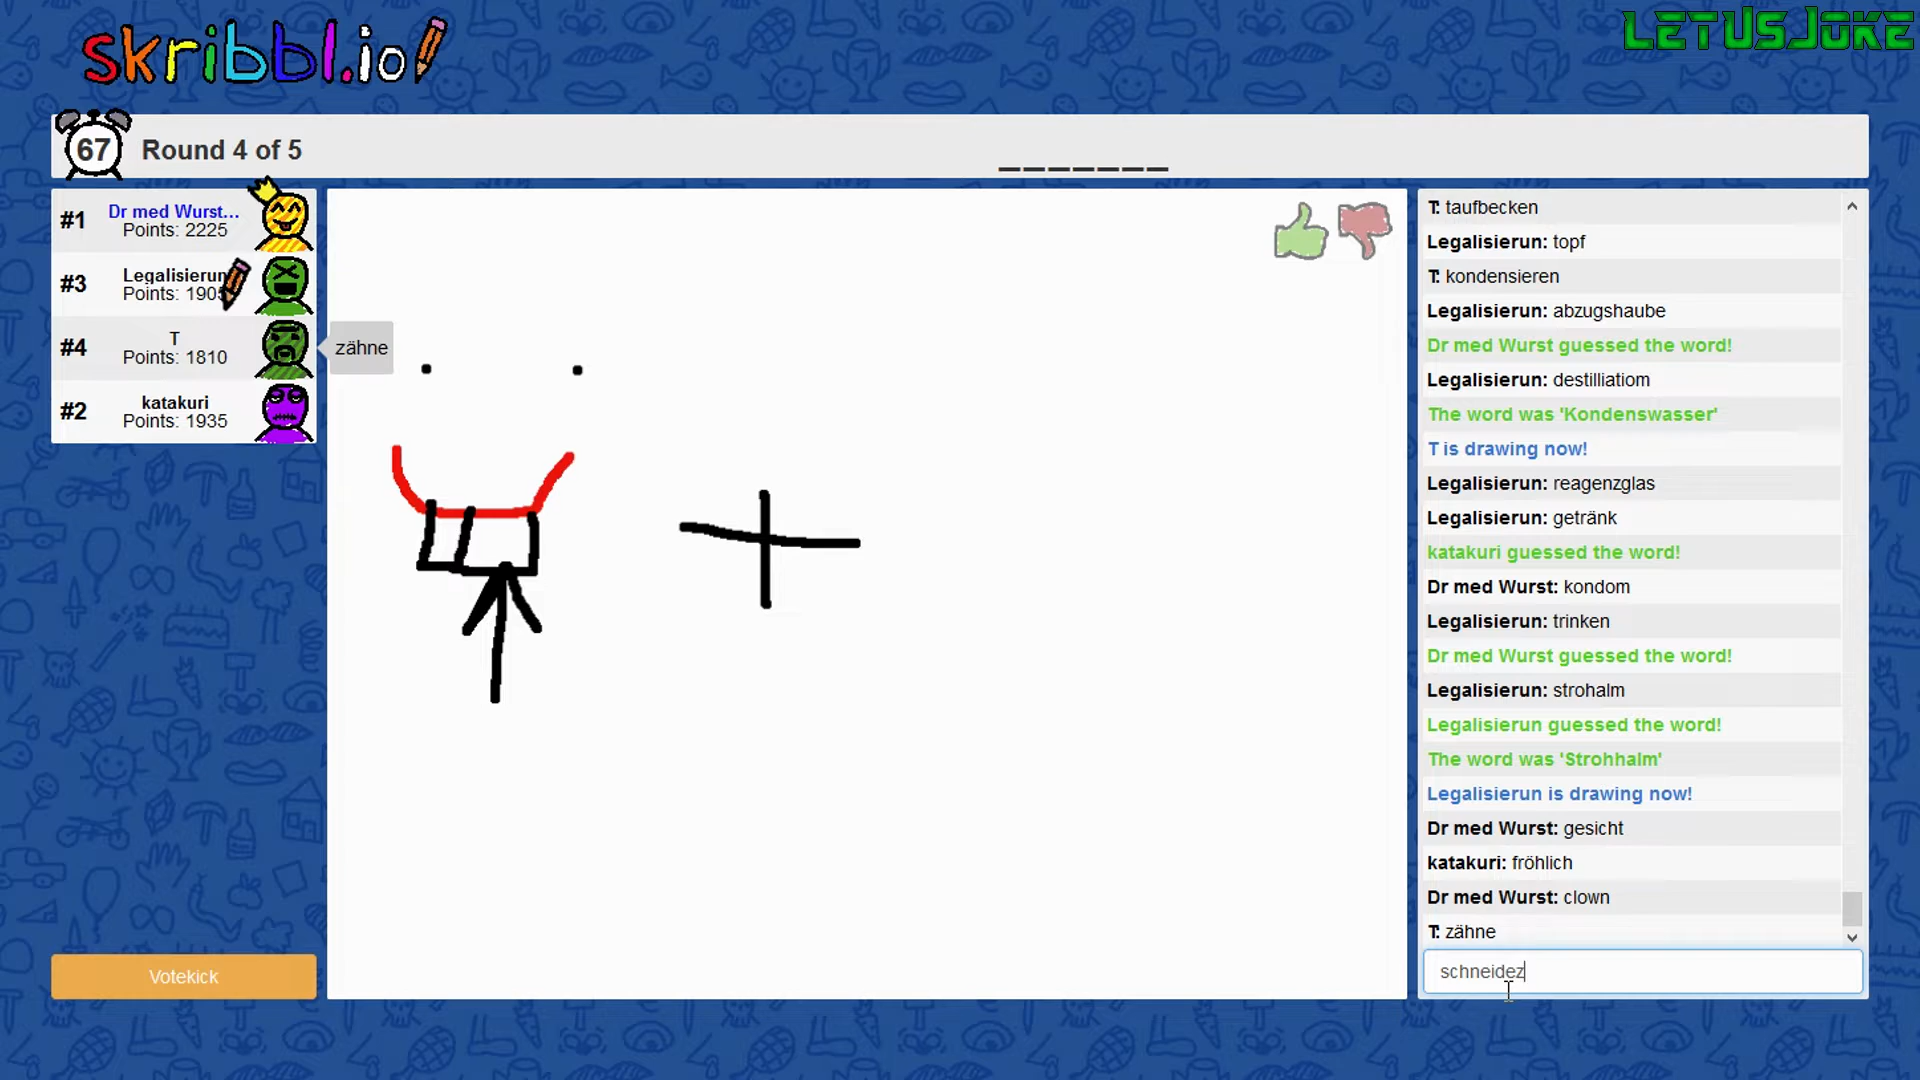 skribbl.io
LETUSJOKE
67
Round 4 of 5
_ _ _ _ _ _ _
#1
Dr med Wurst...
Points: 2225
#3
Legalisierun
Points: 1905
#4
T
Points: 1810
zähne
#2
katakuri
Points: 1935
Votekick
T: taufbecken
Legalisierun: topf
T: kondensieren
Legalisierun: abzugshaube
Dr med Wurst guessed the word!
Legalisierun: destilliatiom
The word was 'Kondenswasser'
T is drawing now!
Legalisierun: reagenzglas
Legalisierun: getränk
katakuri guessed the word!
Dr med Wurst: kondom
Legalisierun: trinken
Dr med Wurst guessed the word!
Legalisierun: strohalm
Legalisierun guessed the word!
The word was 'Strohhalm'
Legalisierun is drawing now!
Dr med Wurst: gesicht
katakuri: fröhlich
Dr med Wurst: clown
T: zähne
schneidez